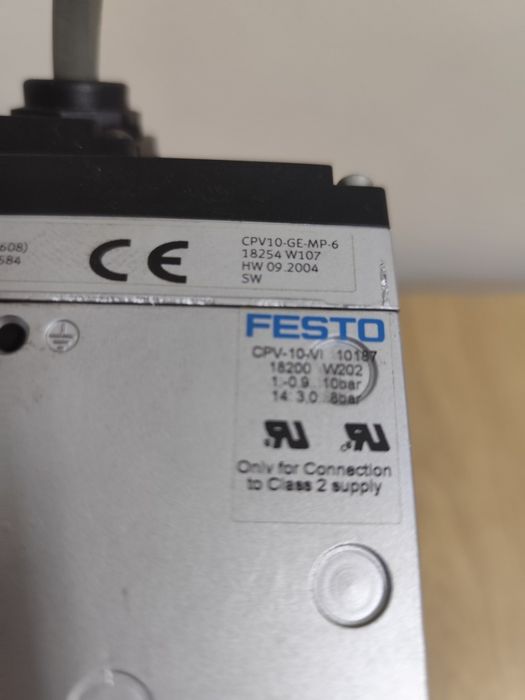 608)
584
CE
CPV10-GE-MP-6
18254 W107
HW 09.2004
SW
FESTO
CPV-10-VI 10187
18200 W202
1:-0.9...10bar
14: 3.0...8bar
Only for Connection
to Class 2 supply